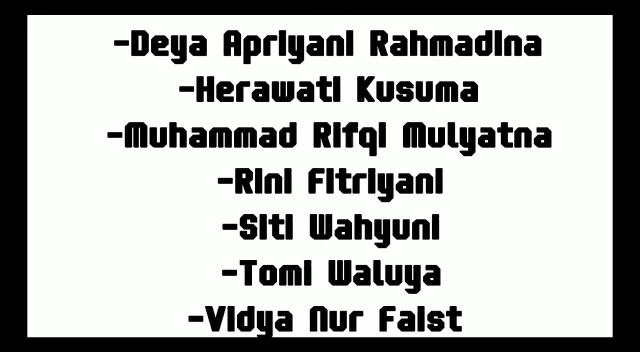 -Deya Apriyani Rahmadina
-Herawati Kusuma
-Muhammad Rifqi Mulyatna
-Rini Fitriyani
-Siti Wahyuni
-Tomi Waluya
-Vidya Nur Faist